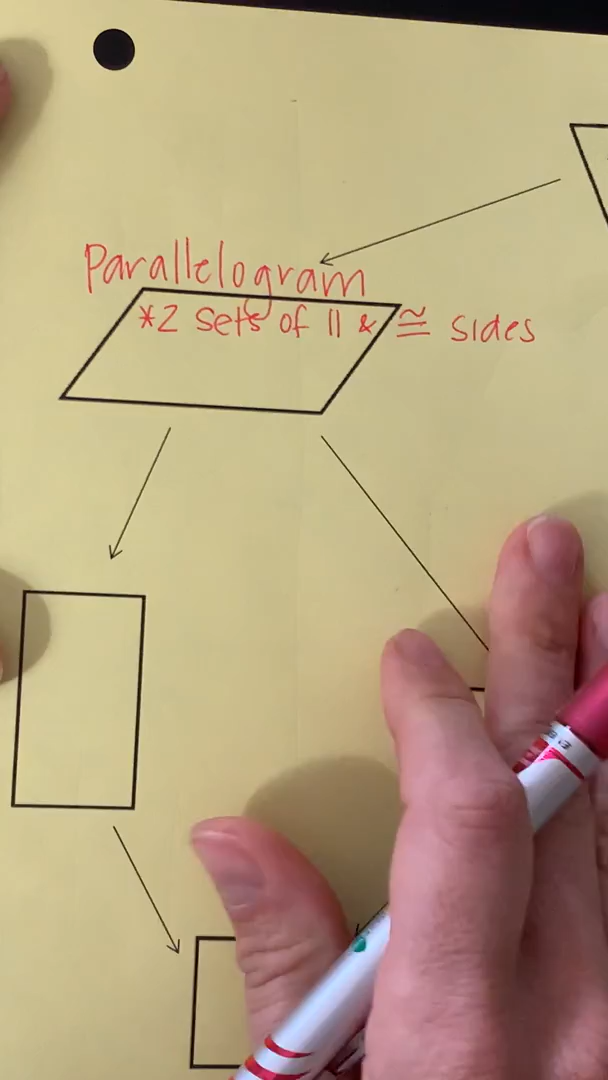 Parallelogram
*2 sets of || & ≅ sides